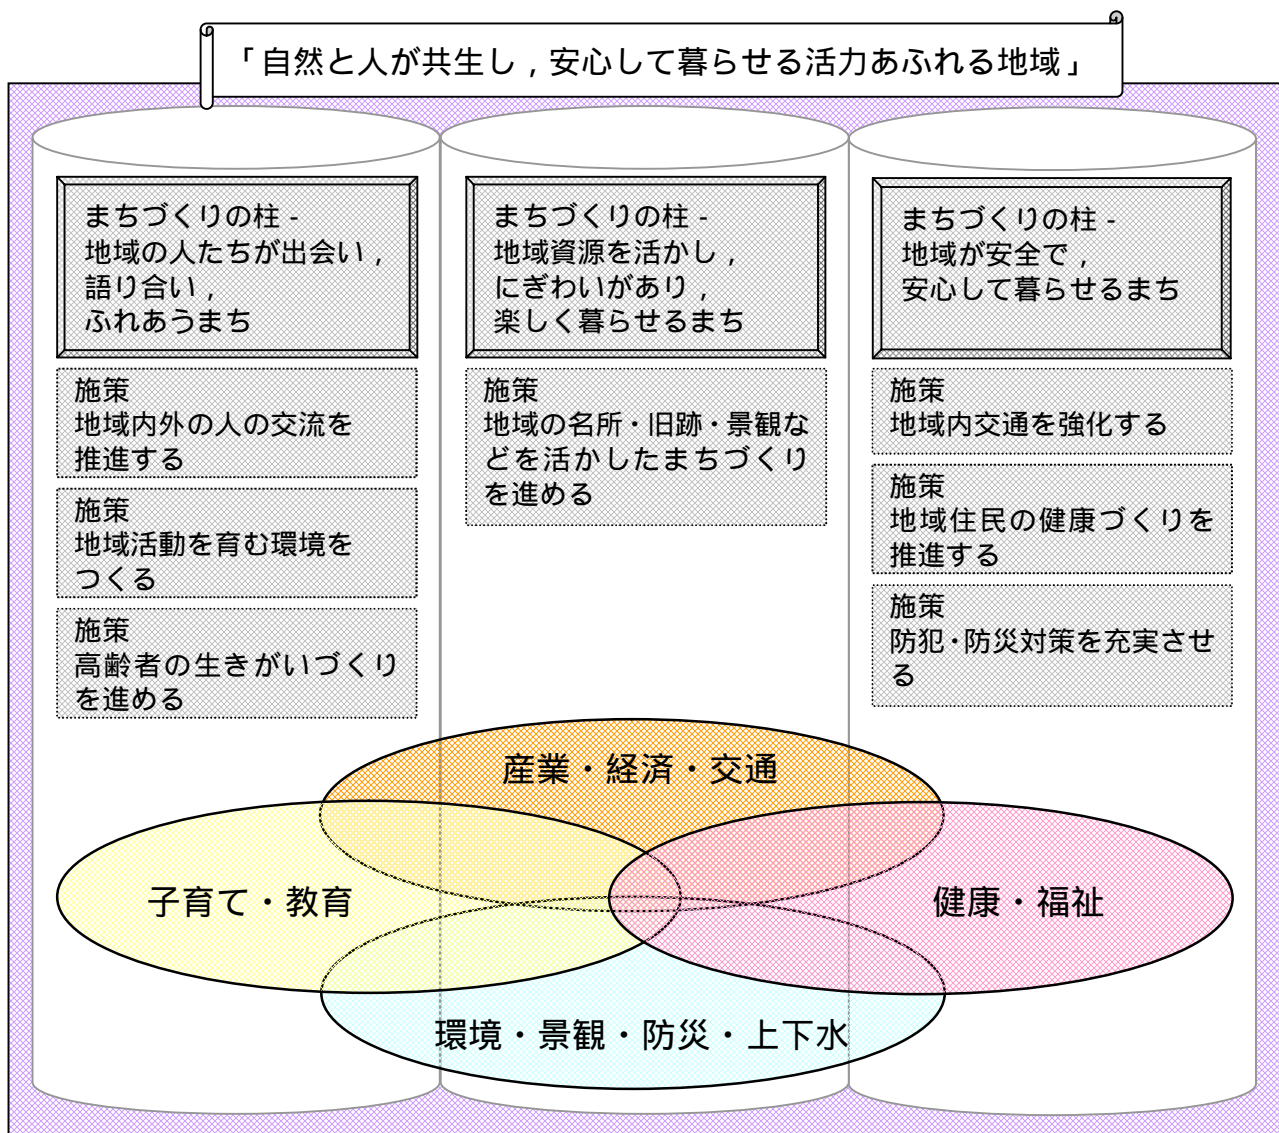 「自然と人が共生し，安心して暮らせる活力あふれる地域」
まちづくりの柱 -
地域の人たちが出会い，
語り合い，
ふれあうまち
施策
地域内外の人の交流を
推進する
施策
地域活動を育む環境を
つくる
施策
高齢者の生きがいづくり
を進める
まちづくりの柱 -
地域資源を活かし，
にぎわいがあり，
楽しく暮らせるまち
施策
地域の名所・旧跡・景観な
どを活かしたまちづくり
を進める
まちづくりの柱 -
地域が安全で，
安心して暮らせるまち
施策
地域内交通を強化する
施策
地域住民の健康づくりを
推進する
施策
防犯・防災対策を充実させ
る
産業・経済・交通
子育て・教育
健康・福祉
環境・景観・防災・上下水